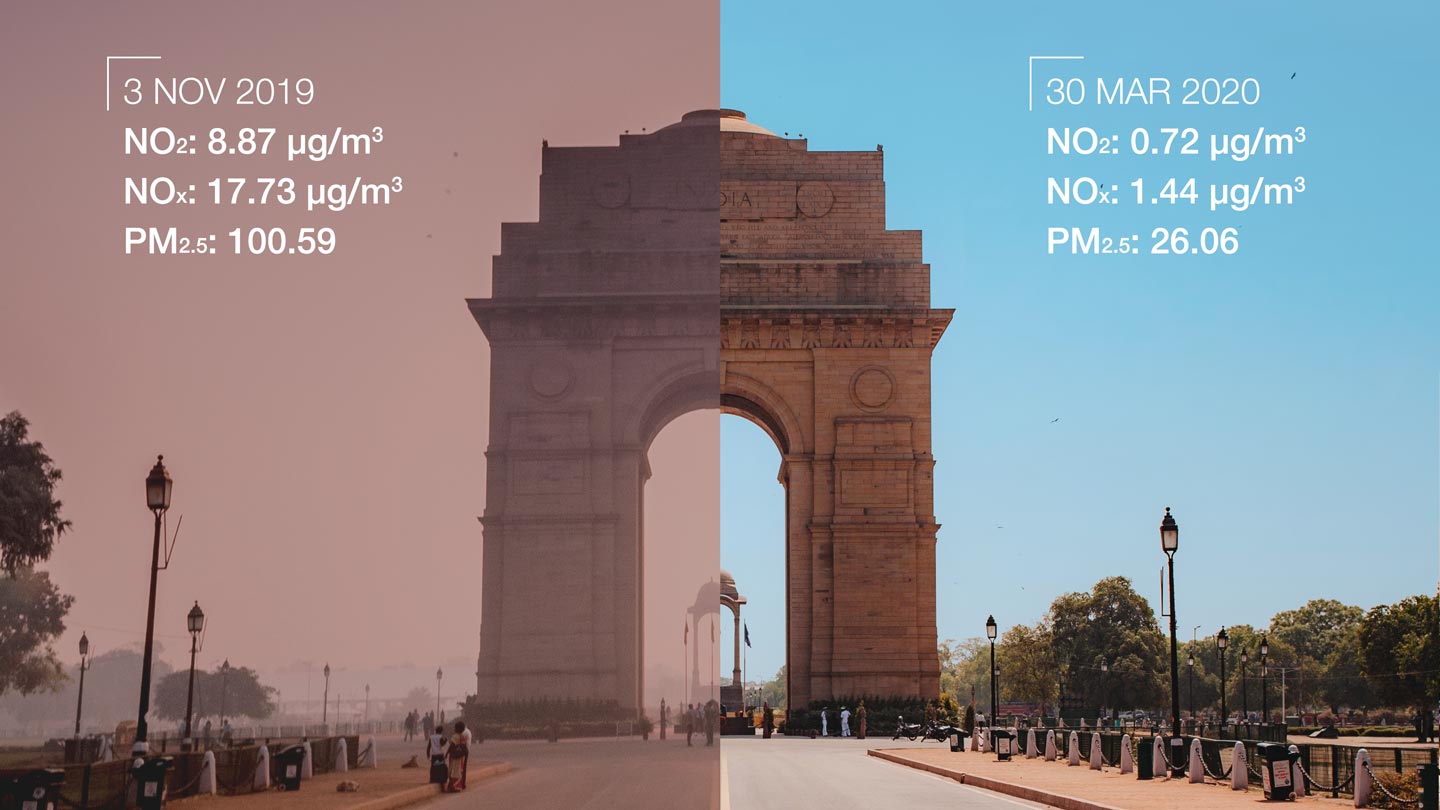 3 NOV 2019
NO2: 8.87 µg/m³
NOx: 17.73 µg/m³
PM2.5: 100.59
30 MAR 2020
NO2: 0.72 µg/m³
NOx: 1.44 µg/m³
PM2.5: 26.06
INDIA